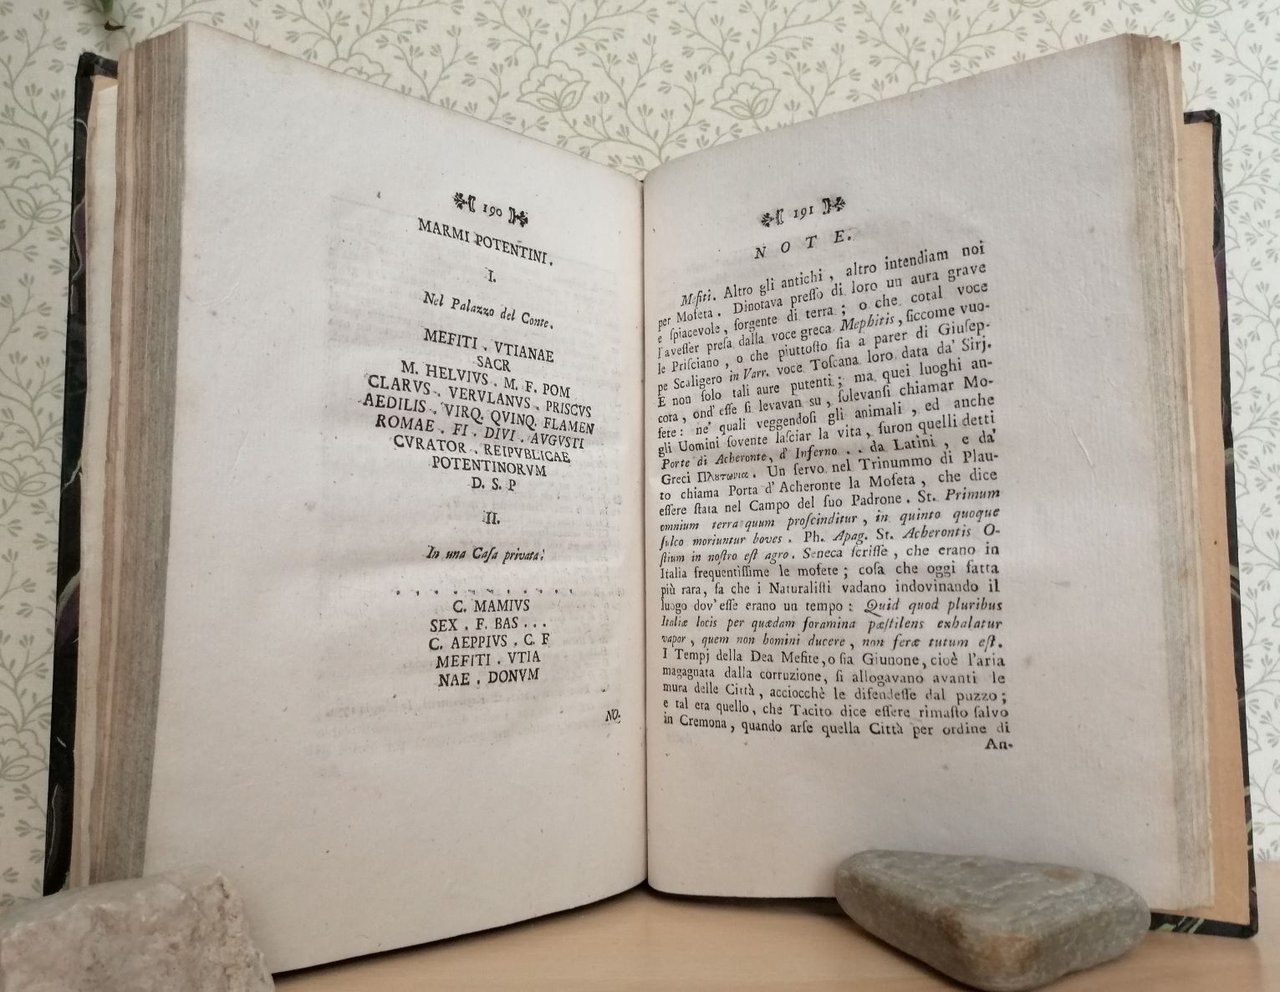 190
MARMI POTENTINI .
I.
Nel Palazzo del Conte.
MEFITI . VTIANAE
SACR
M. HELVIVS . M. F. POM
CLARVS . VERVLANVS . PRISCVS
AEDILIS . VIRQ. QVINQ. FLAMEN
ROMAE . FI . DIVI . AVGVSTI
CVRATOR . REIPVBLICAE
POTENTINORVM
D. S. P
II.
In una Casa privata.
. . . . . . . . . . .
C. MAMIVS
SEX . F. BAS . . .
C. AEPPIVS . C. F
MEFITI . VTIA
NAE . DONVM
NO-
191
NOTE.
Mefiti. Altro gli antichi , altro intendiam noi
per Mofeta . Dinotava preſſo di loro un aura grave
e ſpiacevole , ſorgente di terra ; o che cotal voce
l'aveſſer preſa dalla voce greca Mephitis, ſiccome vuo-
le Priſciano , o che piuttoſto ſia a parer di Giuſep-
pe Scaligero in Varr. voce Toſcana loro data da' Sirj.
E non ſolo tali aure putenti ; ma quei luoghi an-
cora, ond' eſſe ſi levavan su , ſolevanſi chiamar Mo-
fete : ne' quali veggendoſi gli animali , ed anche
gli Uomini ſovente laſciar la vita , furon quelli detti
Porte di Acheronte, d' Inferno . . da Latini , e da'
Greci Πλυτωνια. Un ſervo nel Trinummo di Plau-
to chiama Porta d' Acheronte la Mofeta , che dice
eſſere ſtata nel Campo del ſuo Padrone . St. Primum
omnium terra quum proſcinditur , in quinto quoque
ſulco moriuntur boves . Ph. Apag. St. Acherontis O-
ſtium in noſtro eſt agro. Seneca ſcriſſe , che erano in
Italia frequentiſſime le mofete ; coſa che oggi fatta
più rara, fa che i Naturaliſti vadano indovinando il
luogo dov' eſſe erano un tempo : Quid quod pluribus
Italiæ locis per quædam foramina pæſtilens exhalatur
vapor , quem non homini ducere , non feræ tutum eſt.
I Tempj della Dea Mefite, o ſia Giunone, cioè l'aria
magagnata dalla corruzione, ſi allogavano avanti le
mura delle Città , acciocchè le difendeſſe dal puzzo ;
e tal era quello , che Tacito dice eſſere rimaſto ſalvo
in Cremona , quando arſe quella Città per ordine di
An-